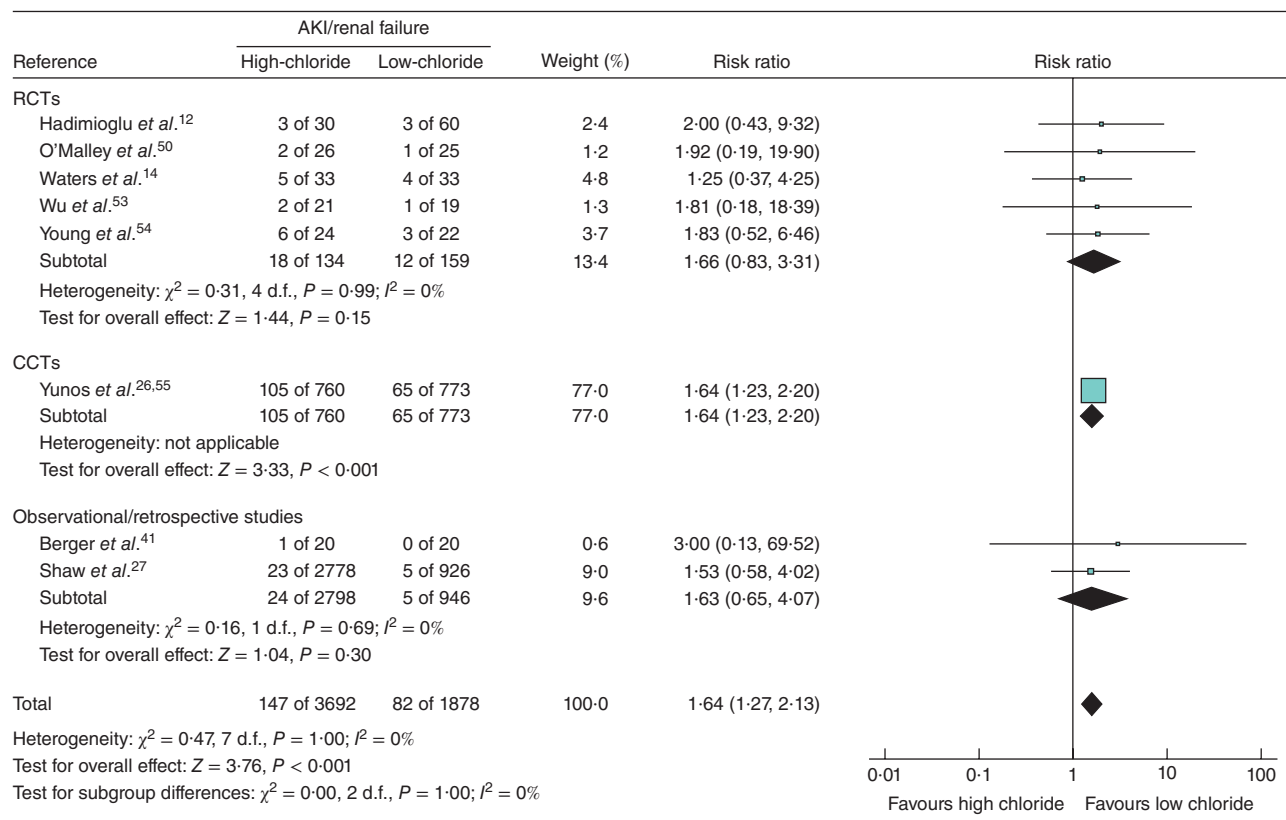 AKI/renal failure
Reference High-chloride Low-chloride Weight (%) Risk ratio Risk ratio
RCTs
Hadimioglu et al.12 3 of 30 3 of 60 2·4 2·00 (0·43, 9·32)
O'Malley et al.50 2 of 26 1 of 25 1·2 1·92 (0·19, 19·90)
Waters et al.14 5 of 33 4 of 33 4·8 1·25 (0·37, 4·25)
Wu et al.53 2 of 21 1 of 19 1·3 1·81 (0·18, 18·39)
Young et al.54 6 of 24 3 of 22 3·7 1·83 (0·52, 6·46)
Subtotal 18 of 134 12 of 159 13·4 1·66 (0·83, 3·31)
Heterogeneity: χ2 = 0·31, 4 d.f., P = 0·99; I2 = 0%
Test for overall effect: Z = 1·44, P = 0·15
CCTs
Yunos et al.26,55 105 of 760 65 of 773 77·0 1·64 (1·23, 2·20)
Subtotal 105 of 760 65 of 773 77·0 1·64 (1·23, 2·20)
Heterogeneity: not applicable
Test for overall effect: Z = 3·33, P < 0·001
Observational/retrospective studies
Berger et al.41 1 of 20 0 of 20 0·6 3·00 (0·13, 69·52)
Shaw et al.27 23 of 2778 5 of 926 9·0 1·53 (0·58, 4·02)
Subtotal 24 of 2798 5 of 946 9·6 1·63 (0·65, 4·07)
Heterogeneity: χ2 = 0·16, 1 d.f., P = 0·69; I2 = 0%
Test for overall effect: Z = 1·04, P = 0·30
Total 147 of 3692 82 of 1878 100·0 1·64 (1·27, 2·13)
Heterogeneity: χ2 = 0·47, 7 d.f., P = 1·00; I2 = 0%
Test for overall effect: Z = 3·76, P < 0·001
Test for subgroup differences: χ2 = 0·00, 2 d.f., P = 1·00; I2 = 0%
0·01 0·1 1 10 100
Favours high chloride Favours low chloride